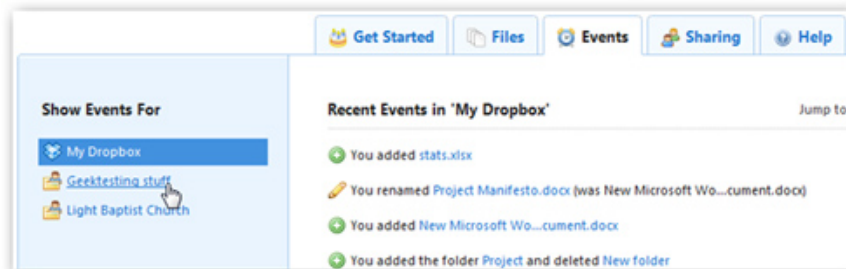 Get Started Files Events Sharing Help
Show Events For
My Dropbox
Geektesting stuff
Light Baptist Church
Recent Events in 'My Dropbox' Jump to
You added stats.xlsx
You renamed Project Manifesto.docx (was New Microsoft Wo...cument.docx)
You added New Microsoft Wo...cument.docx
You added the folder Project and deleted New folder